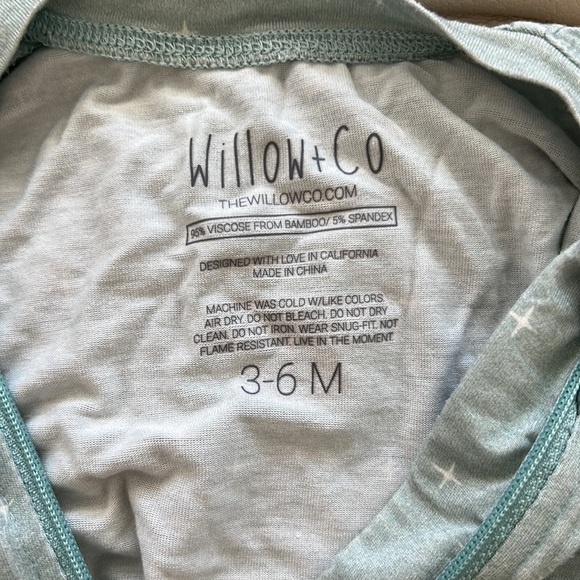 Willow+Co
THEWILLOWCO.COM
95% VISCOSE FROM BAMBOO/ 5% SPANDEX
DESIGNED WITH LOVE IN CALIFORNIA
MADE IN CHINA
MACHINE WAS COLD W/LIKE COLORS
AIR DRY. DO NOT BLEACH. DO NOT DRY
CLEAN. DO NOT IRON. WEAR SNUG-FIT. NOT
FLAME RESISTANT. LIVE IN THE MOMENT.
3-6 M